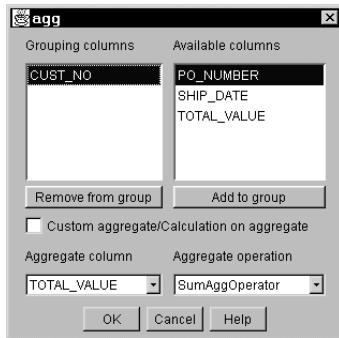 agg
Grouping columns
Available columns
CUST_NO
PO_NUMBER
SHIP_DATE
TOTAL_VALUE
Remove from group
Add to group
Custom aggregate/Calculation on aggregate
Aggregate column
Aggregate operation
TOTAL_VALUE
SumAggOperator
OK
Cancel
Help